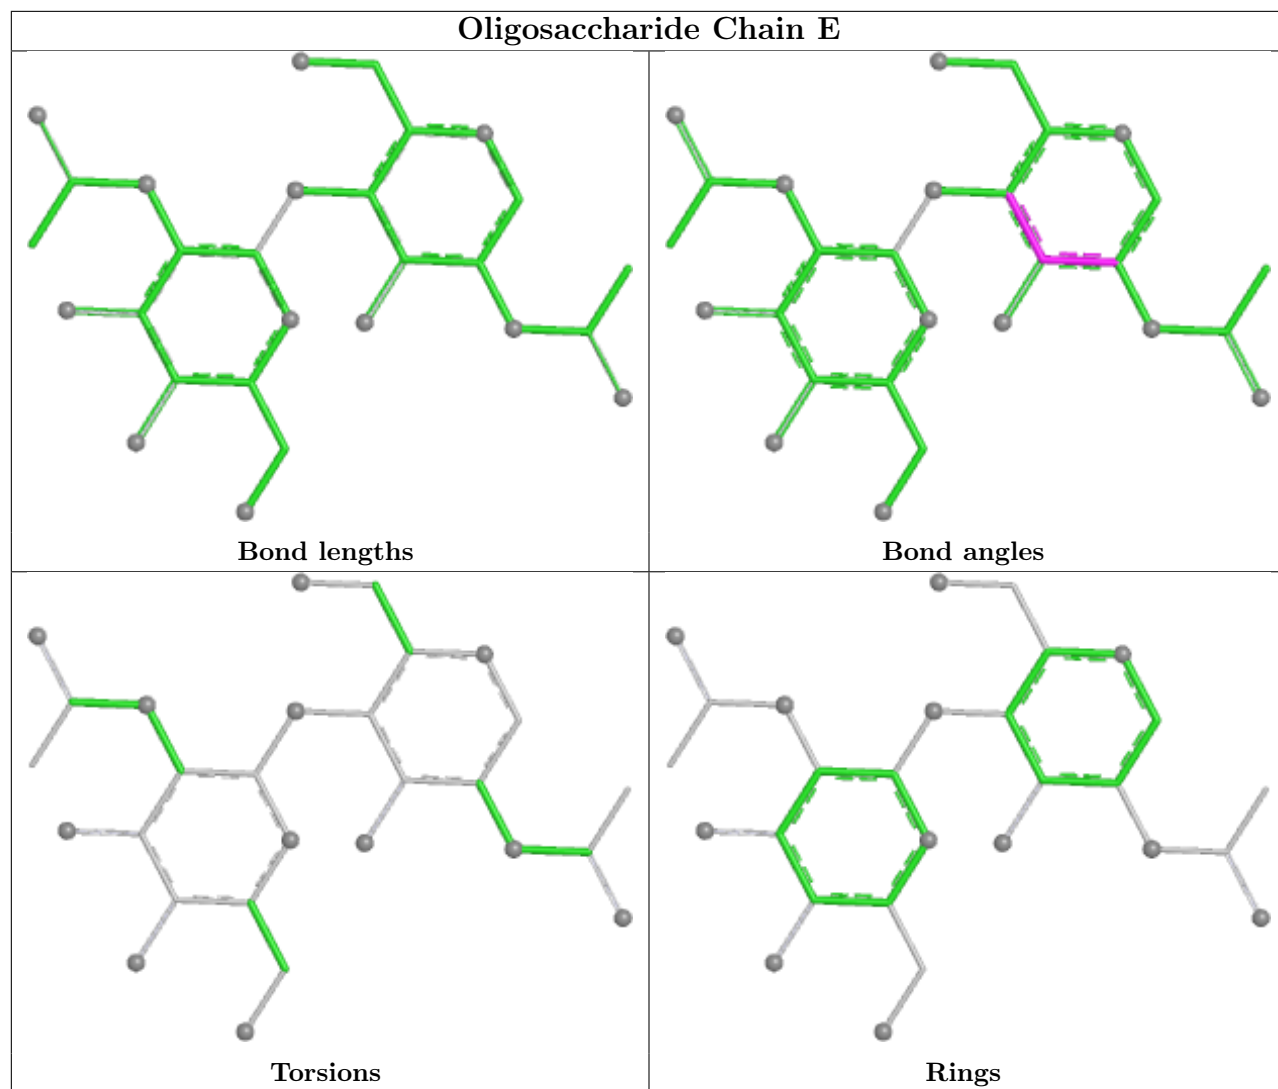 Oligosaccharide Chain E
Bond lengths
Bond angles
Torsions
Rings